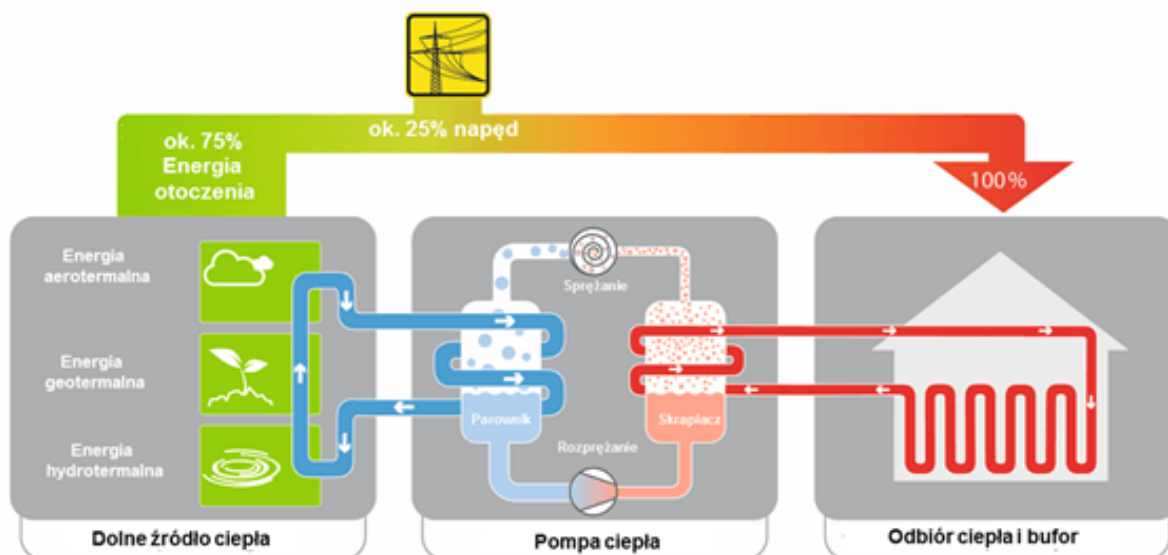 ok. 75%
Energia
otoczenia
ok. 25% napęd
100%
Energia
aerotermalna
Energia
geotermalna
Energia
hydrotermalna
Sprężanie
Parownik
Skraplacz
Rozprężanie
Dolne źródło ciepła
Pompa ciepła
Odbiór ciepła i bufor